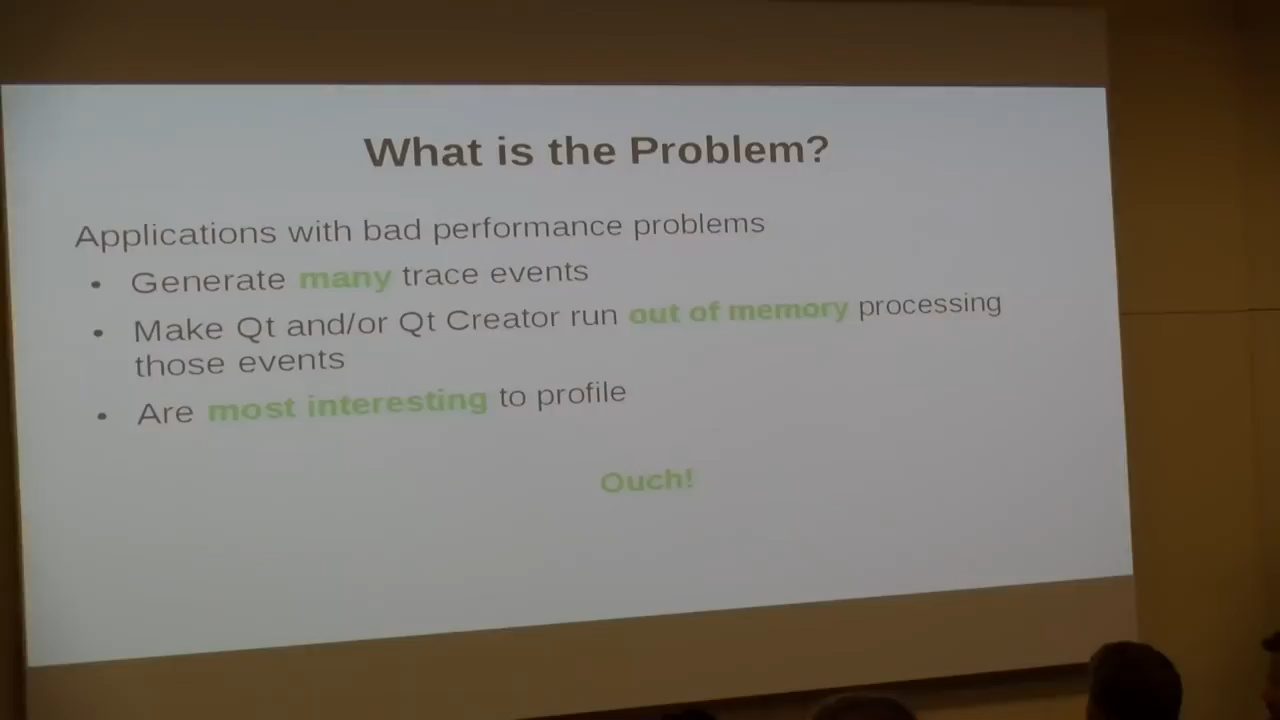 What is the Problem?
Applications with bad performance problems
• Generate many trace events
• Make Qt and/or Qt Creator run out of memory processing
those events
• Are most interesting to profile
Ouch!